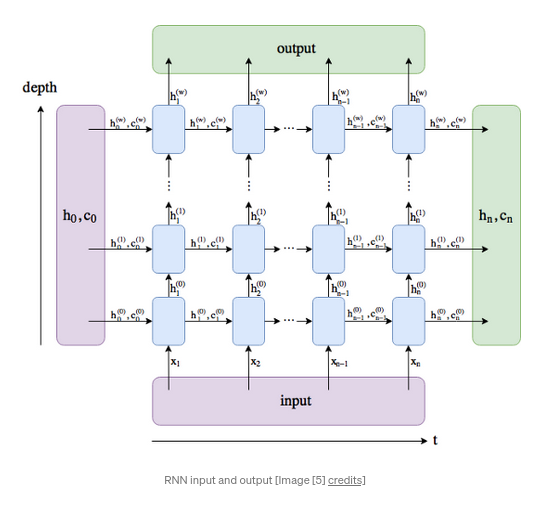 output
depth
h₁⁽ʷ⁾ h₂⁽ʷ⁾ hₙ₋₁⁽ʷ⁾ hₙ⁽ʷ⁾
h₀⁽ʷ⁾,c₀⁽ʷ⁾ h₁⁽ʷ⁾,c₁⁽ʷ⁾ ... hₙ₋₁⁽ʷ⁾,cₙ₋₁⁽ʷ⁾ hₙ⁽ʷ⁾,cₙ⁽ʷ⁾
h₀,c₀ hₙ,cₙ
h₁⁽¹⁾ h₂⁽¹⁾ hₙ₋₁⁽¹⁾ hₙ⁽¹⁾
h₀⁽¹⁾,c₀⁽¹⁾ h₁⁽¹⁾,c₁⁽¹⁾ ... hₙ₋₁⁽¹⁾,cₙ₋₁⁽¹⁾ hₙ⁽¹⁾,cₙ⁽¹⁾
h₁⁽⁰⁾ h₂⁽⁰⁾ hₙ₋₁⁽⁰⁾ hₙ⁽⁰⁾
h₀⁽⁰⁾,c₀⁽⁰⁾ h₁⁽⁰⁾,c₁⁽⁰⁾ ... hₙ₋₁⁽⁰⁾,cₙ₋₁⁽⁰⁾ hₙ⁽⁰⁾,cₙ⁽⁰⁾
x₁ x₂ xₙ₋₁ xₙ
input
t
RNN input and output [Image [5] credits]